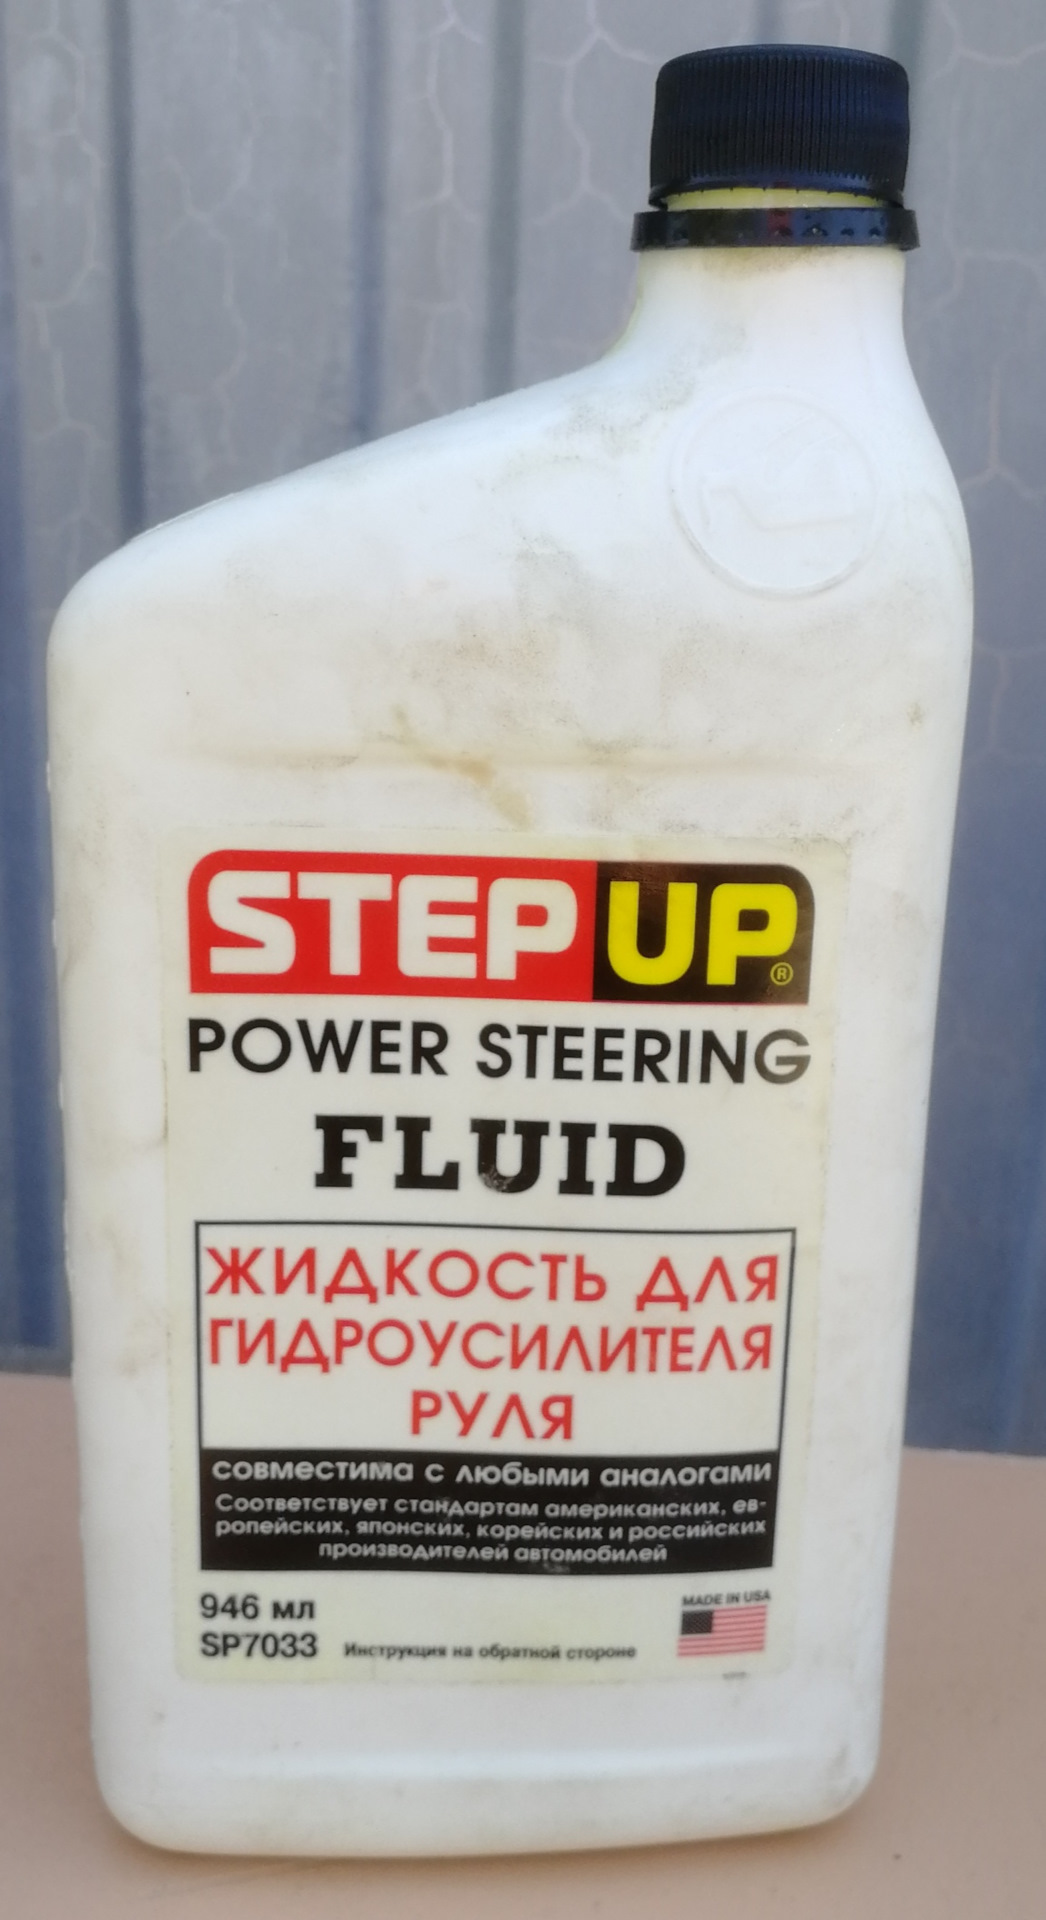 STEP UP®
POWER STEERING
FLUID
ЖИДКОСТЬ ДЛЯ
ГИДРОУСИЛИТЕЛЯ
РУЛЯ
совместима с любыми аналогами
Соответствует стандартам американских, ев-
ропейских, японских, корейских и российских
производителей автомобилей
946 мл
MADE IN USA
SP7033
Инструкция на обратной стороне